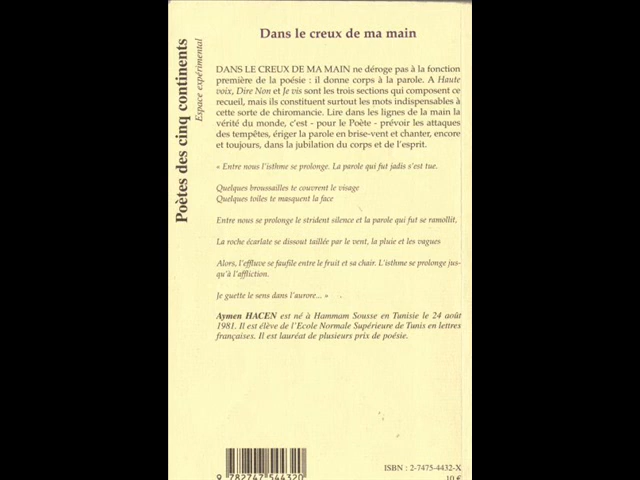 Dans le creux de ma main
Poètes des cinq continents
Espace expérimental
DANS LE CREUX DE MA MAIN ne déroge pas à la fonction
première de la poésie : il donne corps à la parole. A Haute
voix, Dire Non et Je vis sont les trois sections qui composent ce
recueil, mais ils constituent surtout les mots indispensables à
cette sorte de chiromancie. Lire dans les lignes de la main la
vérité du monde, c'est - pour le Poète - prévoir les attaques
des tempêtes, ériger la parole en brise-vent et chanter, encore
et toujours, dans la jubilation du corps et de l'esprit.
« Entre nous l'isthme se prolonge. La parole qui fut jadis s'est tue.
Quelques broussailles te couvrent le visage
Quelques toiles te masquent la face
Entre nous se prolonge le strident silence et la parole qui fut se ramollit,
La roche écarlate se dissout taillée par le vent, la pluie et les vagues
Alors, l'effluve se faufile entre le fruit et sa chair. L'isthme se prolonge jus-
qu'à l'affliction.
Je guette le sens dans l'aurore... »
Aymen HACEN est né à Hammam Sousse en Tunisie le 24 août
1981. Il est élève de l'Ecole Normale Supérieure de Tunis en lettres
françaises. Il est lauréat de plusieurs prix de poésie.
9 782747 544320
ISBN : 2-7475-4432-X
10 €